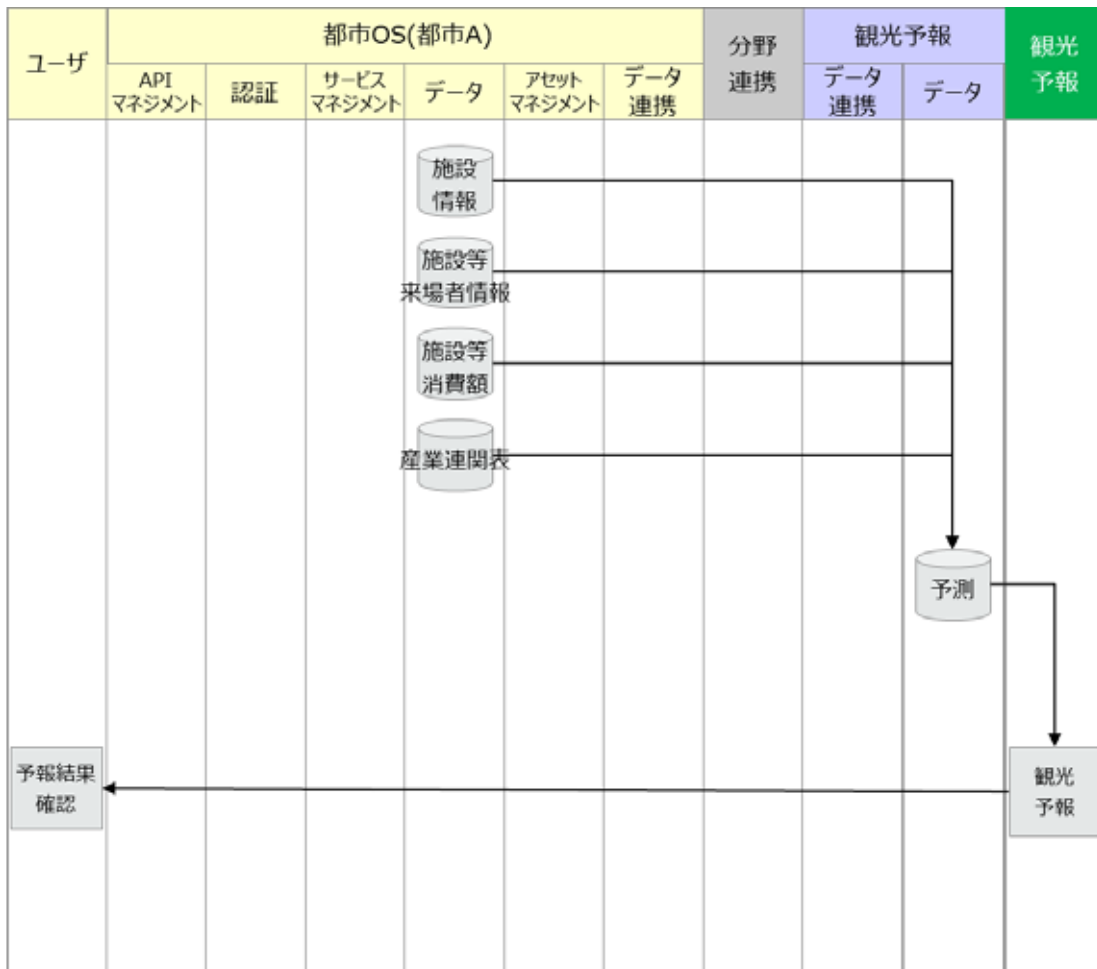 ユーザ
都市OS(都市A)
分野
連携
観光予報
観光
予報
API
マネジメント
認証
サービス
マネジメント
データ
アセット
マネジメント
データ
連携
データ
連携
データ
施設
情報
施設等
来場者情報
施設等
消費額
産業連関表
予測
予報結果
確認
観光
予報